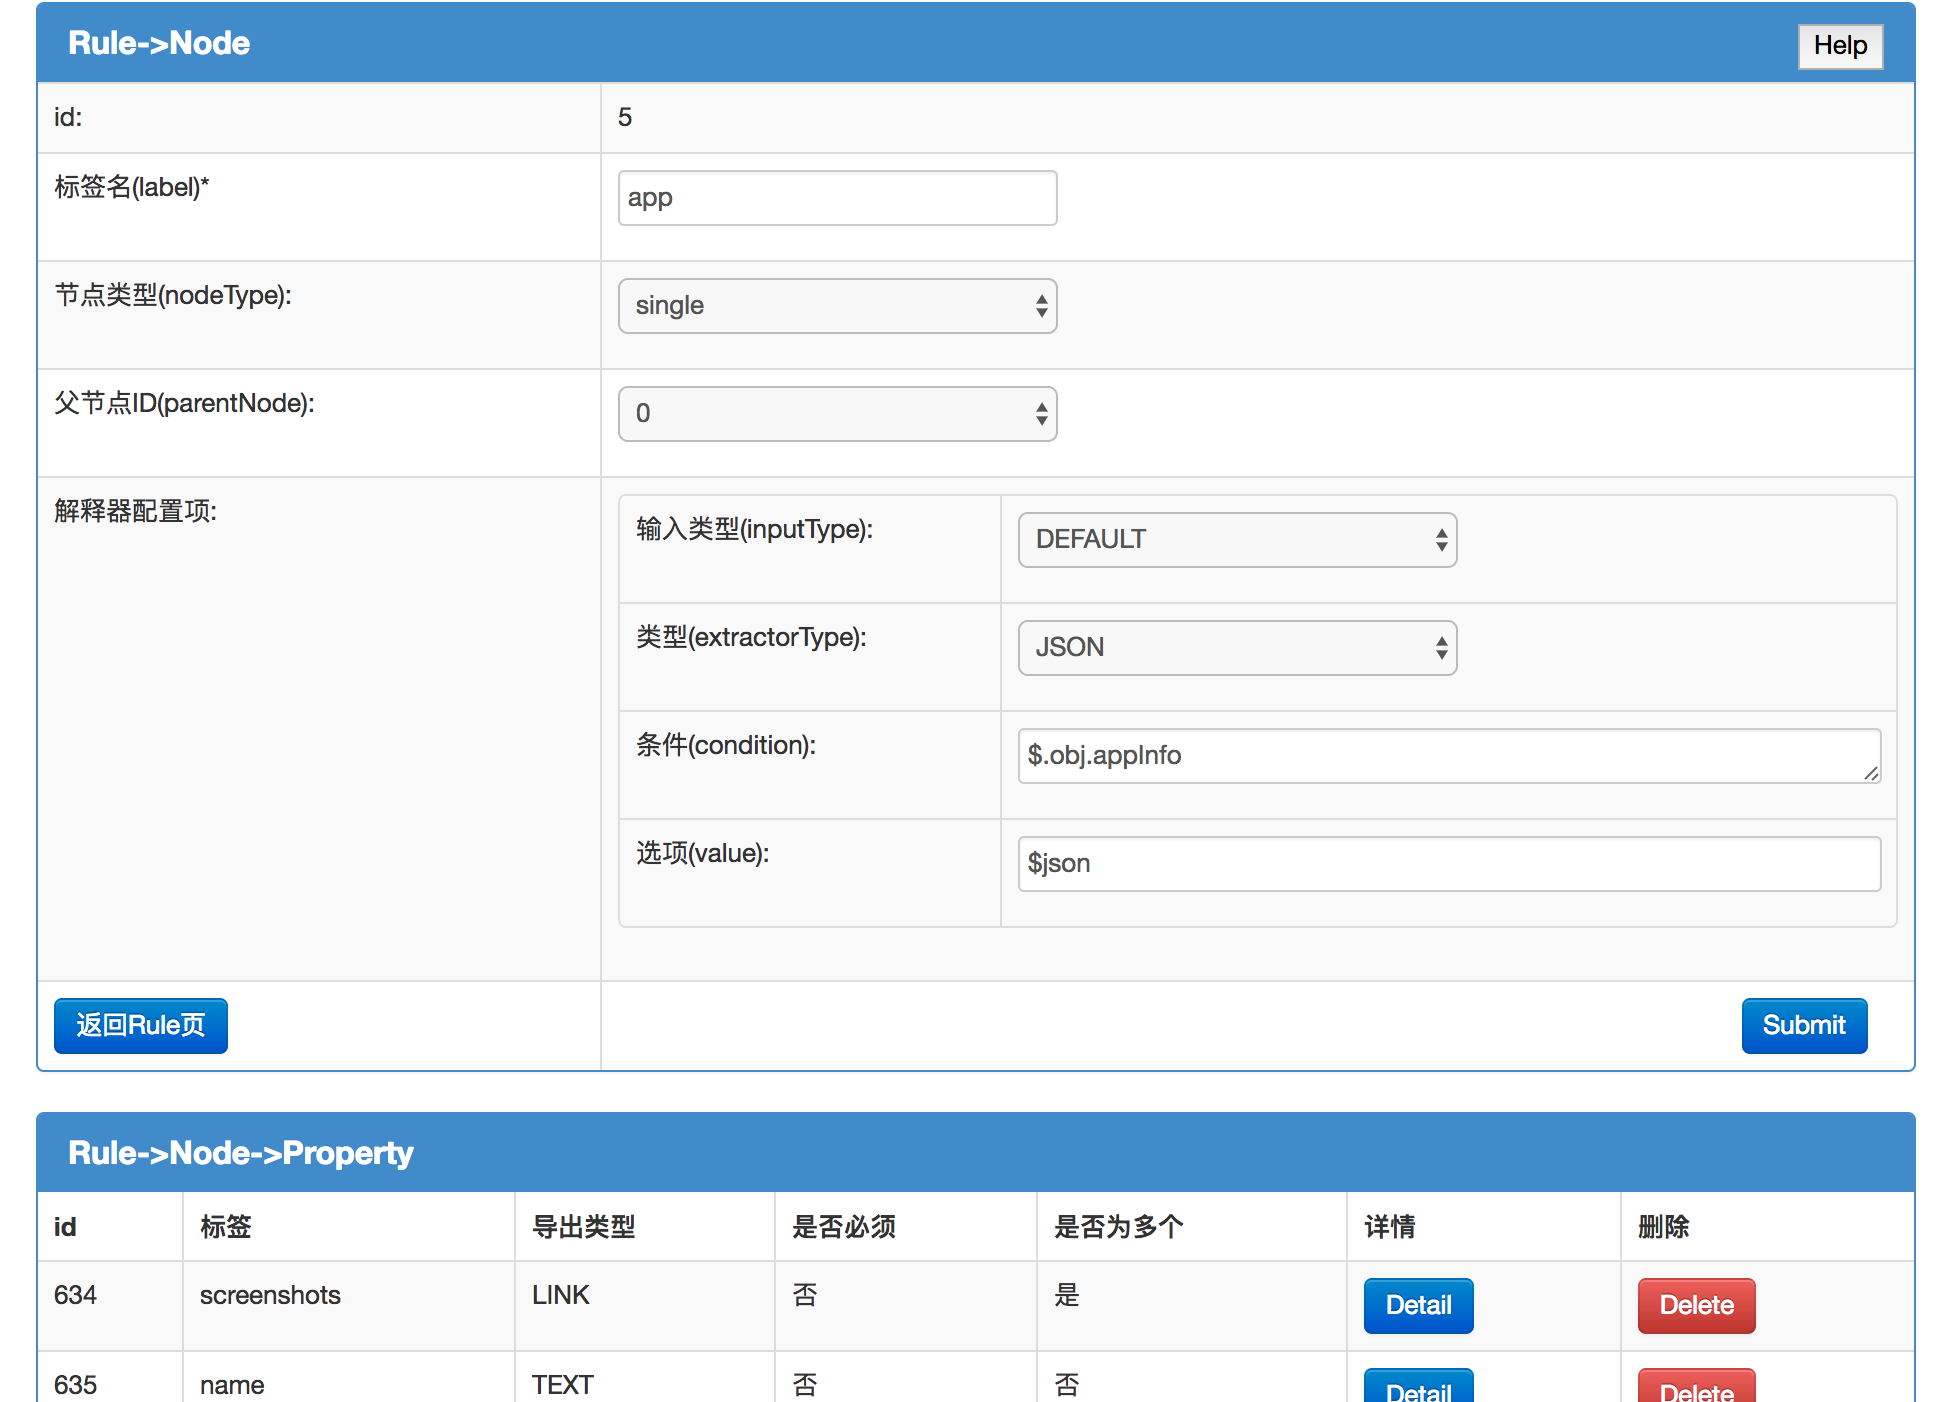 Rule->Node
Help
id:
5
标签名(label)*
app
节点类型(nodeType):
single
父节点ID(parentNode):
0
解释器配置项:
输入类型(inputType):
DEFAULT
类型(extractorType):
JSON
条件(condition):
$.obj.appInfo
选项(value):
$json
返回Rule页
Submit
Rule->Node->Property
id 标签 导出类型 是否必须 是否为多个 详情 删除
634 screenshots LINK 否 是 Detail Delete
635 name TEXT 否 否 Detail Delete